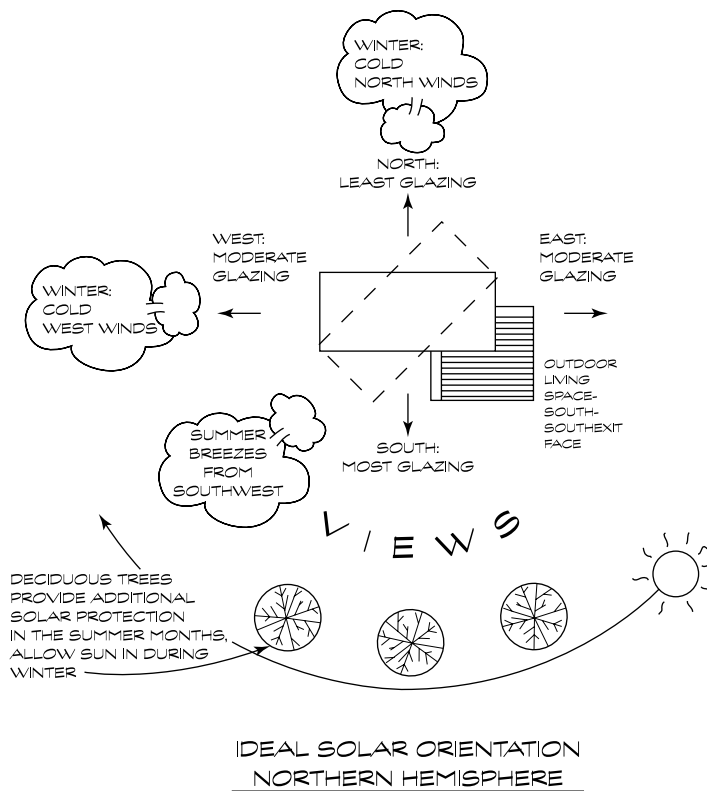 WINTER:
COLD
NORTH WINDS
NORTH:
LEAST GLAZING
WEST:
MODERATE
GLAZING
EAST:
MODERATE
GLAZING
WINTER:
COLD
WEST WINDS
OUTDOOR
LIVING
SPACE-
SOUTH-
SOUTHEXIT
FACE
SUMMER
BREEZES
FROM
SOUTHWEST
SOUTH:
MOST GLAZING
VIEWS
DECIDUOUS TREES
PROVIDE ADDITIONAL
SOLAR PROTECTION
IN THE SUMMER MONTHS,
ALLOW SUN IN DURING
WINTER
IDEAL SOLAR ORIENTATION
NORTHERN HEMISPHERE